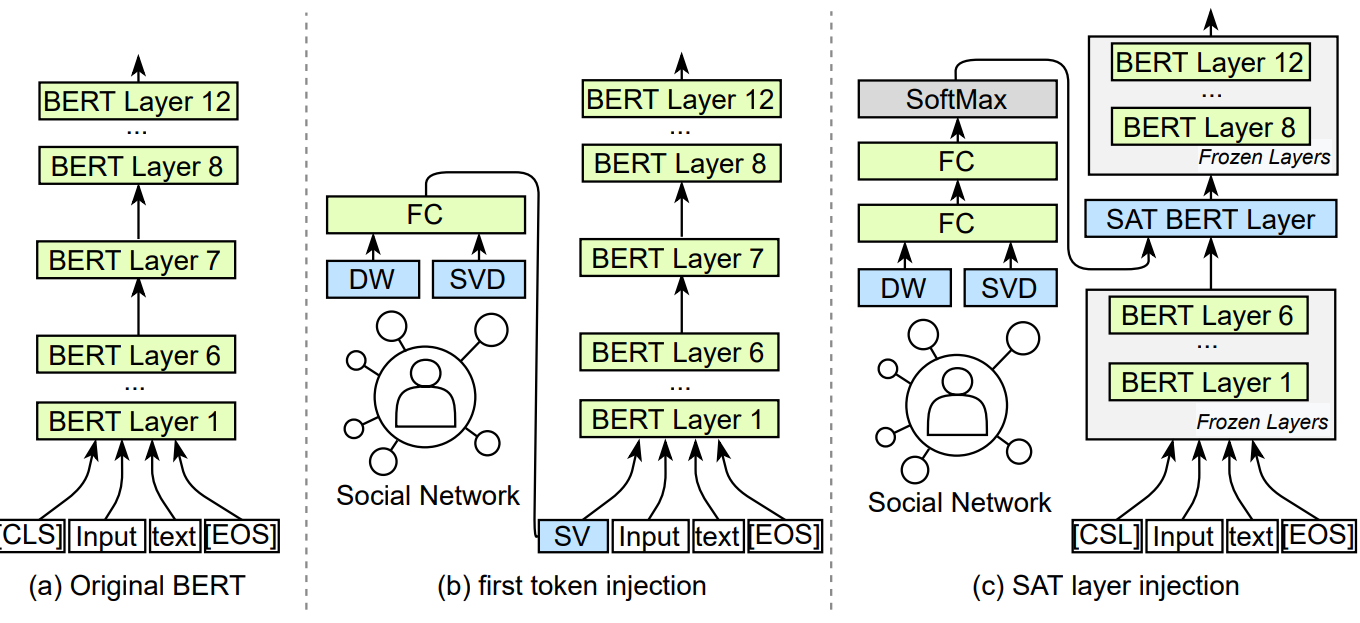 BERT Layer 12
...
BERT Layer 8
BERT Layer 7
BERT Layer 6
...
BERT Layer 1
[CLS] Input text [EOS]
(a) Original BERT
BERT Layer 12
...
BERT Layer 8
FC
DW SVD
BERT Layer 7
BERT Layer 6
...
BERT Layer 1
Social Network
SV Input text [EOS]
(b) first token injection
SoftMax
FC
FC
DW SVD
Social Network
BERT Layer 12
...
BERT Layer 8
Frozen Layers
SAT BERT Layer
BERT Layer 6
...
BERT Layer 1
Frozen Layers
[CSL] Input text [EOS]
(c) SAT layer injection